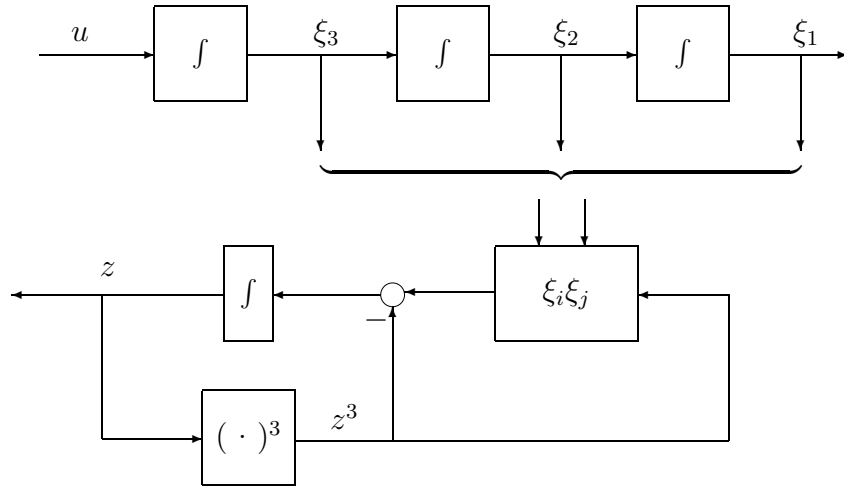 u ∫ ξ₃ ∫ ξ₂ ∫ ξ₁
z ∫ − ξᵢξⱼ
( · )³ z³